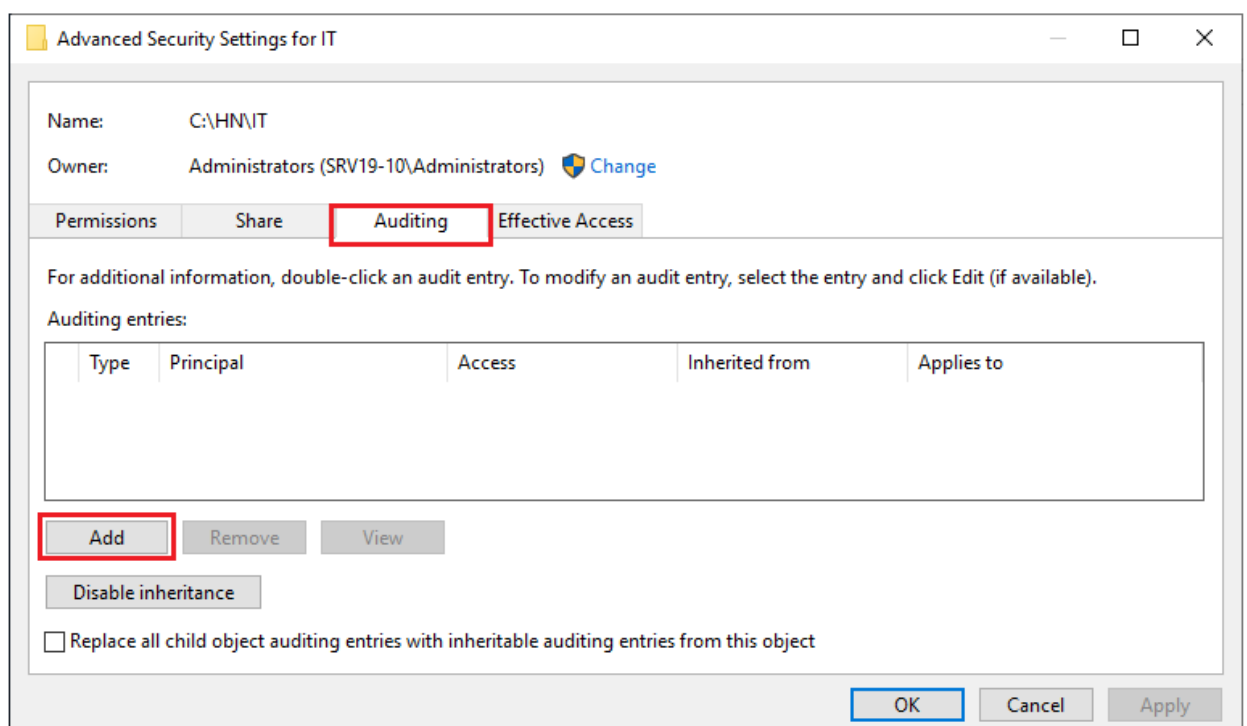 Advanced Security Settings for IT
Name: C:\HN\IT
Owner: Administrators (SRV19-10\Administrators) Change
Permissions Share Auditing Effective Access
For additional information, double-click an audit entry. To modify an audit entry, select the entry and click Edit (if available).
Auditing entries:
Type Principal Access Inherited from Applies to
Add Remove View
Disable inheritance
Replace all child object auditing entries with inheritable auditing entries from this object
OK Cancel Apply